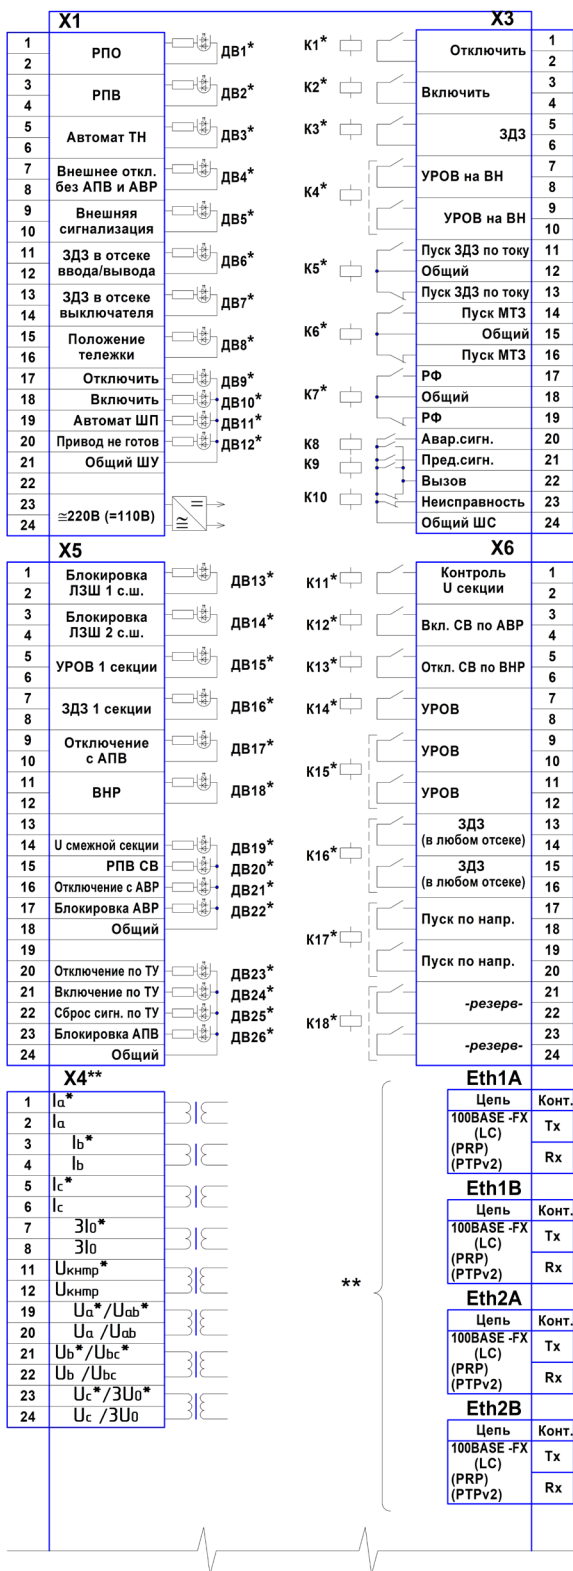 X1
1
РПО
ДВ1*
2
3
РПВ
ДВ2*
4
5
Автомат ТН
ДВ3*
6
7
Внешнее откл.
без АПВ и АВР
ДВ4*
8
9
Внешняя
сигнализация
ДВ5*
10
11
ЗДЗ в отсеке
ввода/вывода
ДВ6*
12
13
ЗДЗ в отсеке
выключателя
ДВ7*
14
15
Положение
тележки
ДВ8*
16
17 Отключить ДВ9*
18 Включить ДВ10*
19 Автомат ШП ДВ11*
20 Привод не готов ДВ12*
21 Общий ШУ
22
23
≅220В (=110В)
24
X3
К1*
Отключить
1
2
К2*
Включить
3
4
К3*
ЗДЗ
5
6
К4*
УРОВ на ВН
7
8
УРОВ на ВН
9
10
К5*
Пуск ЗДЗ по току 11
Общий 12
Пуск ЗДЗ по току 13
К6*
Пуск МТЗ 14
Общий 15
Пуск МТЗ 16
К7*
РФ 17
Общий 18
РФ 19
К8
Авар.сигн. 20
К9
Пред.сигн. 21
Вызов 22
К10
Неисправность 23
Общий ШС 24
X5
1
Блокировка
ЛЗШ 1 с.ш.
ДВ13*
2
3
Блокировка
ЛЗШ 2 с.ш.
ДВ14*
4
5
УРОВ 1 секции
ДВ15*
6
7
ЗДЗ 1 секции
ДВ16*
8
9
Отключение
с АПВ
ДВ17*
10
11
ВНР
ДВ18*
12
13
14 U смежной секции ДВ19*
15 РПВ СВ ДВ20*
16 Отключение с АВР ДВ21*
17 Блокировка АВР ДВ22*
18 Общий
19
20 Отключение по ТУ ДВ23*
21 Включение по ТУ ДВ24*
22 Сброс сигн. по ТУ ДВ25*
23 Блокировка АПВ ДВ26*
24 Общий
X6
К11*
Контроль
U секции
1
2
К12*
Вкл. СВ по АВР
3
4
К13*
Откл. СВ по ВНР
5
6
К14*
УРОВ
7
8
К15*
УРОВ
9
10
УРОВ
11
12
К16*
ЗДЗ
(в любом отсеке)
13
14
ЗДЗ
(в любом отсеке)
15
16
К17*
Пуск по напр.
17
18
Пуск по напр.
19
20
К18*
-резерв-
21
22
-резерв-
23
24
X4**
1 Ia*
2 Ia
3 Ib*
4 Ib
5 Ic*
6 Ic
7 3I0*
8 3I0
11 Uкнтр*
12 Uкнтр
19 Ua*/Uab*
20 Ua /Uab
21 Ub*/Ubc*
22 Ub /Ubc
23 Uc*/3U0*
24 Uc /3U0
**
Eth1A
Цепь Конт.
100BASE -FX
(LC)
(PRP)
(PTPv2)
Tx
Rx
Eth1B
Цепь Конт.
100BASE -FX
(LC)
(PRP)
(PTPv2)
Tx
Rx
Eth2A
Цепь Конт.
100BASE -FX
(LC)
(PRP)
(PTPv2)
Tx
Rx
Eth2B
Цепь Конт.
100BASE -FX
(LC)
(PRP)
(PTPv2)
Tx
Rx